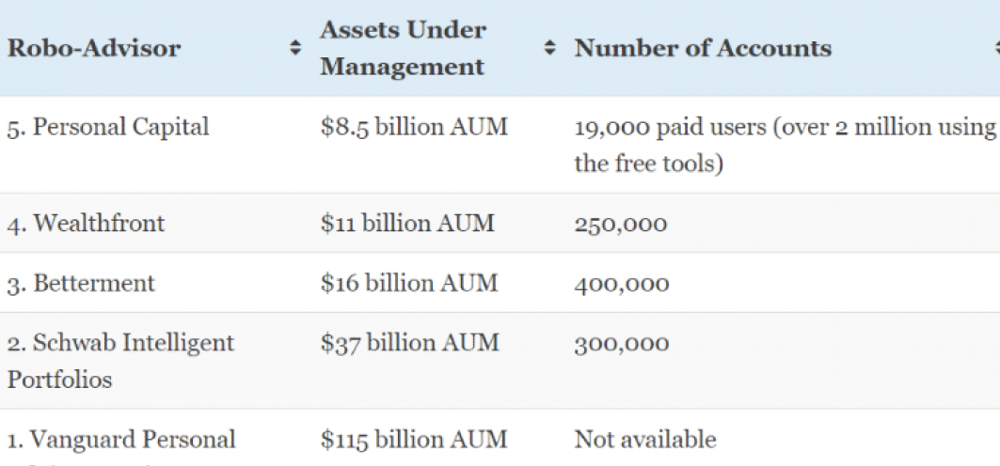 Robo-Advisor
Assets Under
Management
Number of Accounts
5. Personal Capital
$8.5 billion AUM
19,000 paid users (over 2 million using
the free tools)
4. Wealthfront
$11 billion AUM
250,000
3. Betterment
$16 billion AUM
400,000
2. Schwab Intelligent
Portfolios
$37 billion AUM
300,000
1. Vanguard Personal
$115 billion AUM
Not available